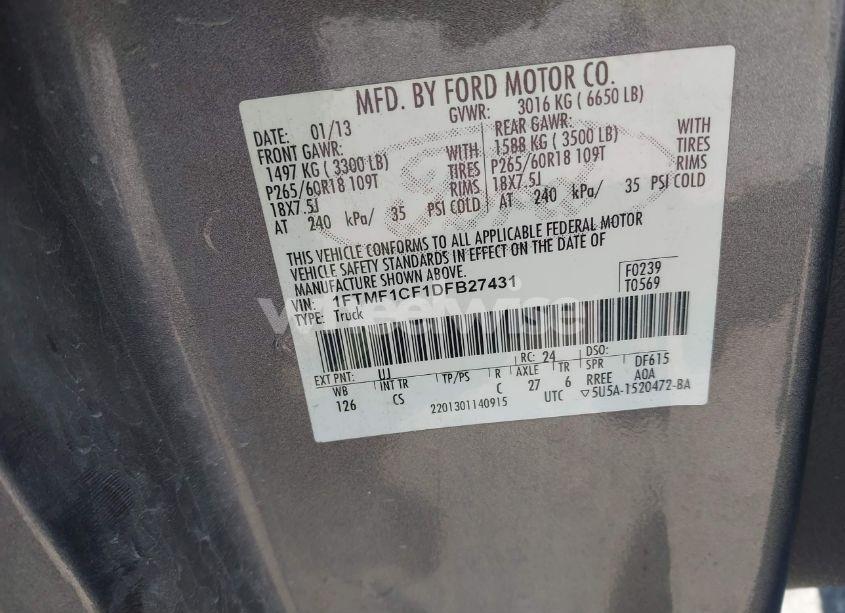 MFD. BY FORD MOTOR CO.
DATE: 01/13 GVWR: 3016 KG ( 6650 LB)
FRONT GAWR: REAR GAWR:
1497 KG ( 3300 LB) WITH 1588 KG ( 3500 LB) WITH
P265/60R18 109T TIRES P265/60R18 109T TIRES
18X7.5J RIMS 18X7.5J RIMS
AT 240 kPa/ 35 PSI COLD AT 240 kPa/ 35 PSI COLD
THIS VEHICLE CONFORMS TO ALL APPLICABLE FEDERAL MOTOR
VEHICLE SAFETY STANDARDS IN EFFECT ON THE DATE OF
MANUFACTURE SHOWN ABOVE.
VIN: 1FTMF1CF1DFB27431 F0239
TYPE: Truck T0569
wheelwise
EXT PNT: UJ RC: 24 DSO:
WB INT TR TP/PS R AXLE TR SPR DF615
126 CS C 27 6 RREE AOA
2201301140915 UTC ▽5U5A-1520472-BA